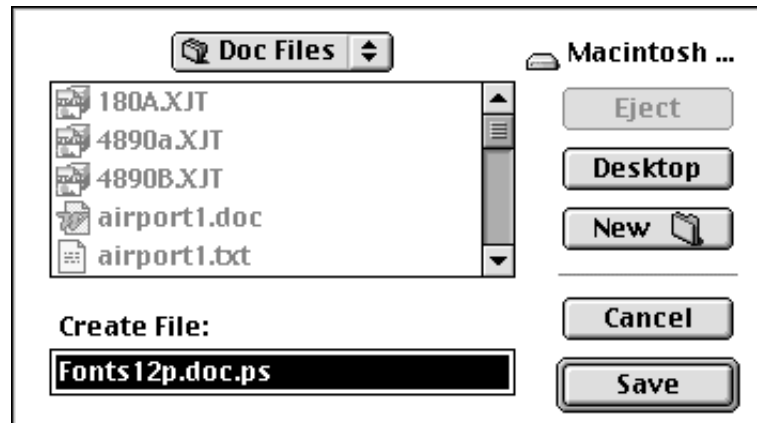 Doc Files
Macintosh ...
180A.XJT
4890a.XJT
4890B.XJT
airport1.doc
airport1.txt
Eject
Desktop
New
Create File:
Fonts12p.doc.ps
Cancel
Save